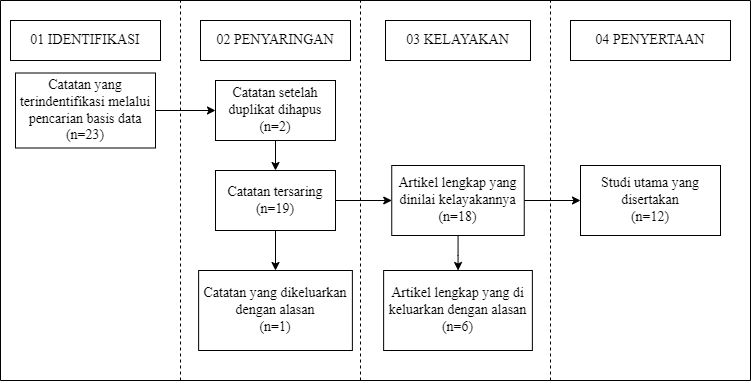 01 IDENTIFIKASI
02 PENYARINGAN
03 KELAYAKAN
04 PENYERTAAN
Catatan yang
terindentifikasi melalui
pencarian basis data
(n=23)
Catatan setelah
duplikat dihapus
(n=2)
Catatan tersaring
(n=19)
Catatan yang dikeluarkan
dengan alasan
(n=1)
Artikel lengkap yang
dinilai kelayakannya
(n=18)
Artikel lengkap yang di
keluarkan dengan alasan
(n=6)
Studi utama yang
disertakan
(n=12)